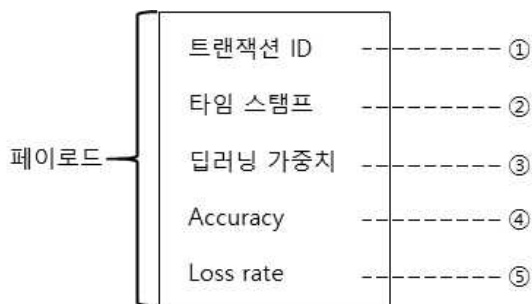 트랜잭션 ID ①
타임 스탬프 ②
페이로드 딥러닝 가중치 ③
Accuracy ④
Loss rate ⑤